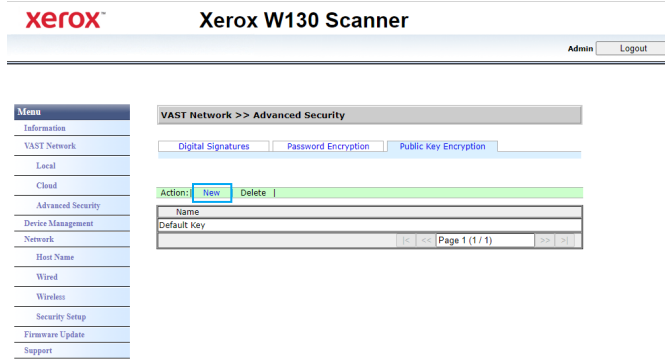 xerox™
Xerox W130 Scanner
Admin Logout
Menu
Information
VAST Network
Local
Cloud
Advanced Security
Device Management
Network
Host Name
Wired
Wireless
Security Setup
Firmware Update
Support
VAST Network >> Advanced Security
Digital Signatures Password Encryption Public Key Encryption
Action:| New Delete |
Name
Default Key
|< << Page 1 (1 / 1) >> >|